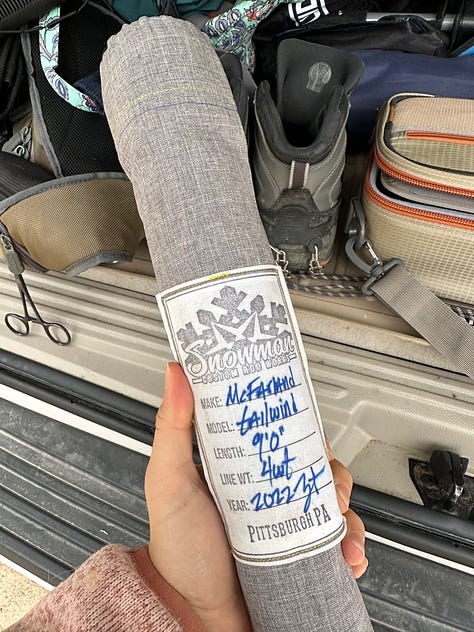 Snowman
CUSTOM ROD WORKS
MAKE: McFarland
MODEL: tailwind
LENGTH: 9'0"
LINE WT: 4wt
YEAR: 2022
PITTSBURGH PA